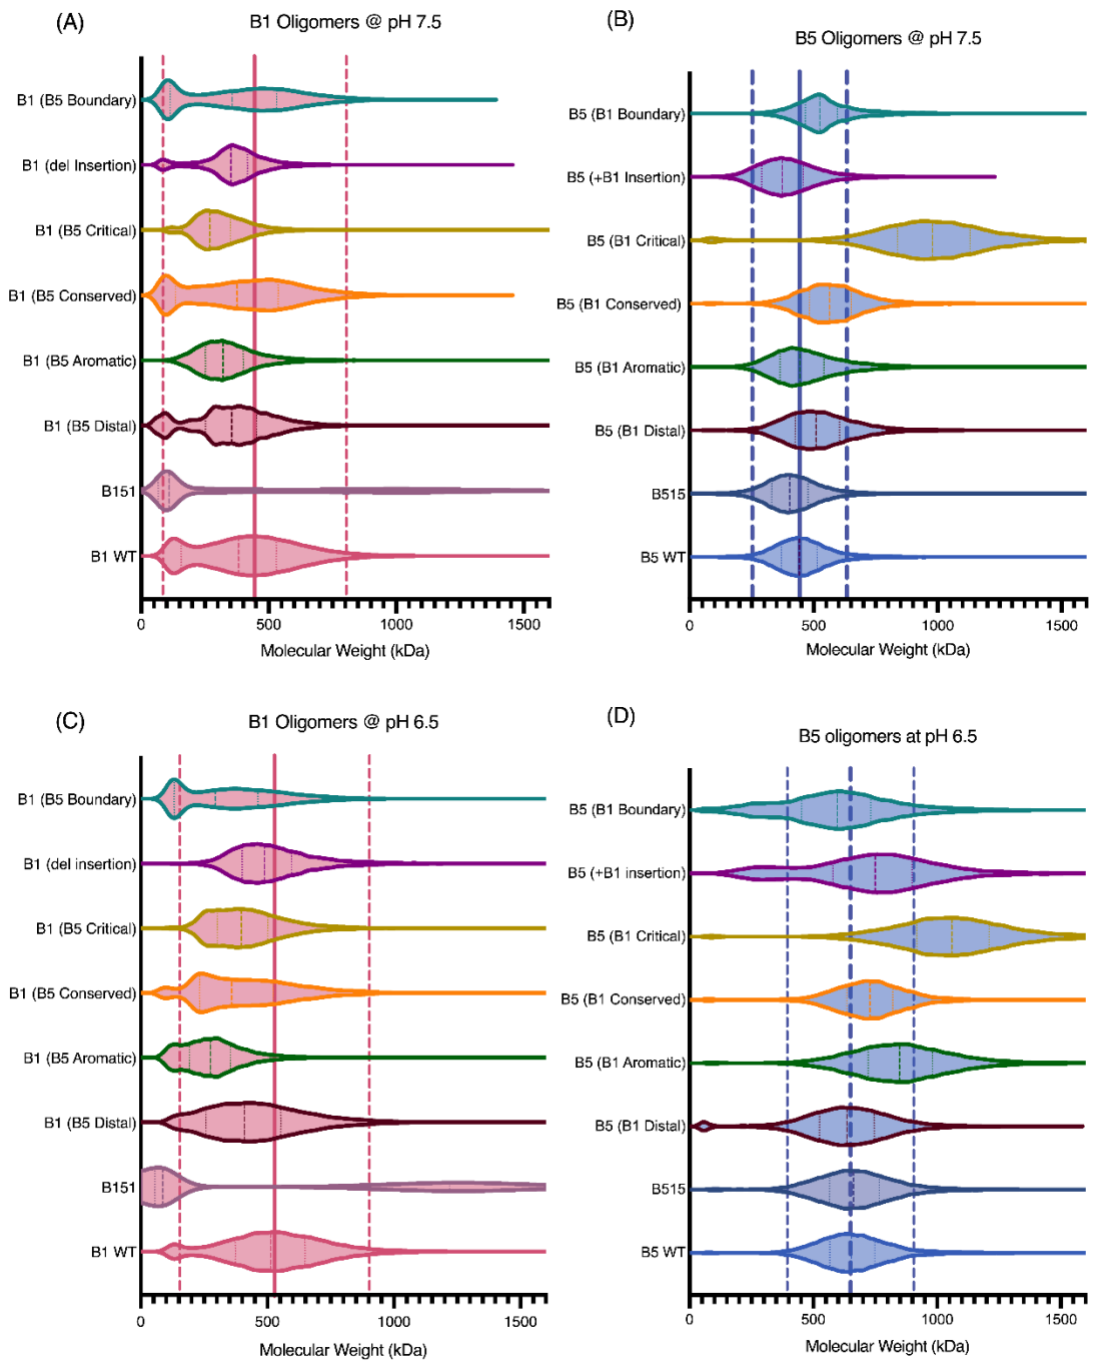 (A)
B1 Oligomers @ pH 7.5
B1 (B5 Boundary)
B1 (del Insertion)
B1 (B5 Critical)
B1 (B5 Conserved)
B1 (B5 Aromatic)
B1 (B5 Distal)
B151
B1 WT
0 500 1000 1500
Molecular Weight (kDa)
(B)
B5 Oligomers @ pH 7.5
B5 (B1 Boundary)
B5 (+B1 Insertion)
B5 (B1 Critical)
B5 (B1 Conserved)
B5 (B1 Aromatic)
B5 (B1 Distal)
B515
B5 WT
0 500 1000 1500
Molecular Weight (kDa)
(C)
B1 Oligomers @ pH 6.5
B1 (B5 Boundary)
B1 (del insertion)
B1 (B5 Critical)
B1 (B5 Conserved)
B1 (B5 Aromatic)
B1 (B5 Distal)
B151
B1 WT
0 500 1000 1500
Molecular Weight (kDa)
(D)
B5 oligomers at pH 6.5
B5 (B1 Boundary)
B5 (+B1 insertion)
B5 (B1 Critical)
B5 (B1 Conserved)
B5 (B1 Aromatic)
B5 (B1 Distal)
B515
B5 WT
0 500 1000 1500
Molecular Weight (kDa)